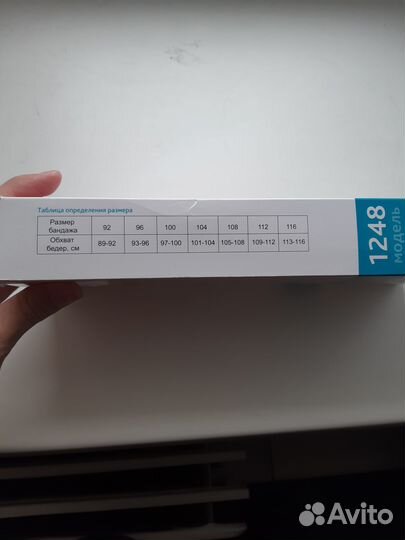 Таблица определения размера
Размер бандажа 92 96 100 104 108 112 116
Обхват бедер, см 89-92 93-96 97-100 101-104 105-108 109-112 113-116
1248
модель
Avito